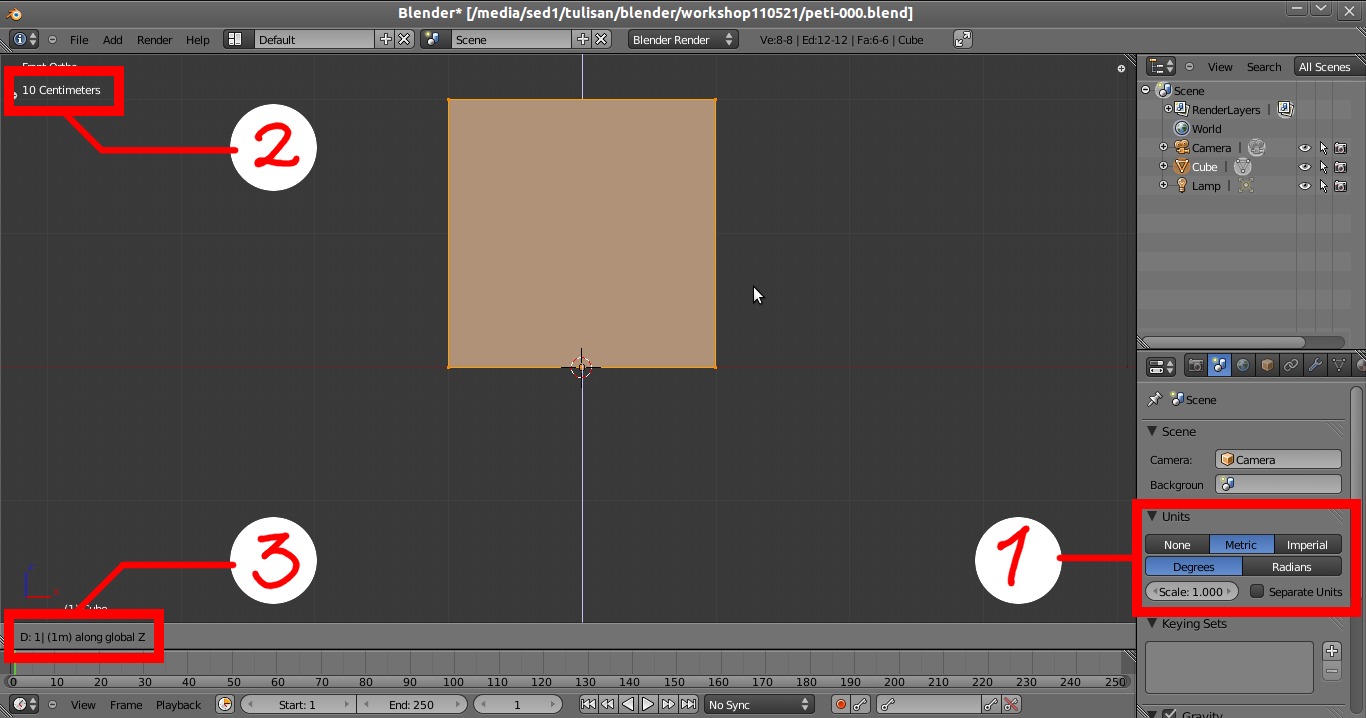 Blender* [/media/sed1/tulisan/blender/workshop110521/peti-000.blend]
File Add Render Help Default Scene Blender Render Ve:8-8 | Ed:12-12 | Fa:6-6 | Cube
Front Ortho
10 Centimeters
2
View Search All Scenes
Scene
RenderLayers
World
Camera
Cube
Lamp
Scene
Scene
Camera: Camera
Backgroun
Units
None Metric Imperial
Degrees Radians
Scale: 1.000 Separate Units
1
3
(1) Cube
D: 1| (1m) along global Z
Keying Sets
0 10 20 30 40 50 60 70 80 90 100 110 120 130 140 150 160 170 180 190 200 210 220 230 240 250
View Frame Playback Start: 1 End: 250 1 No Sync
Gravity